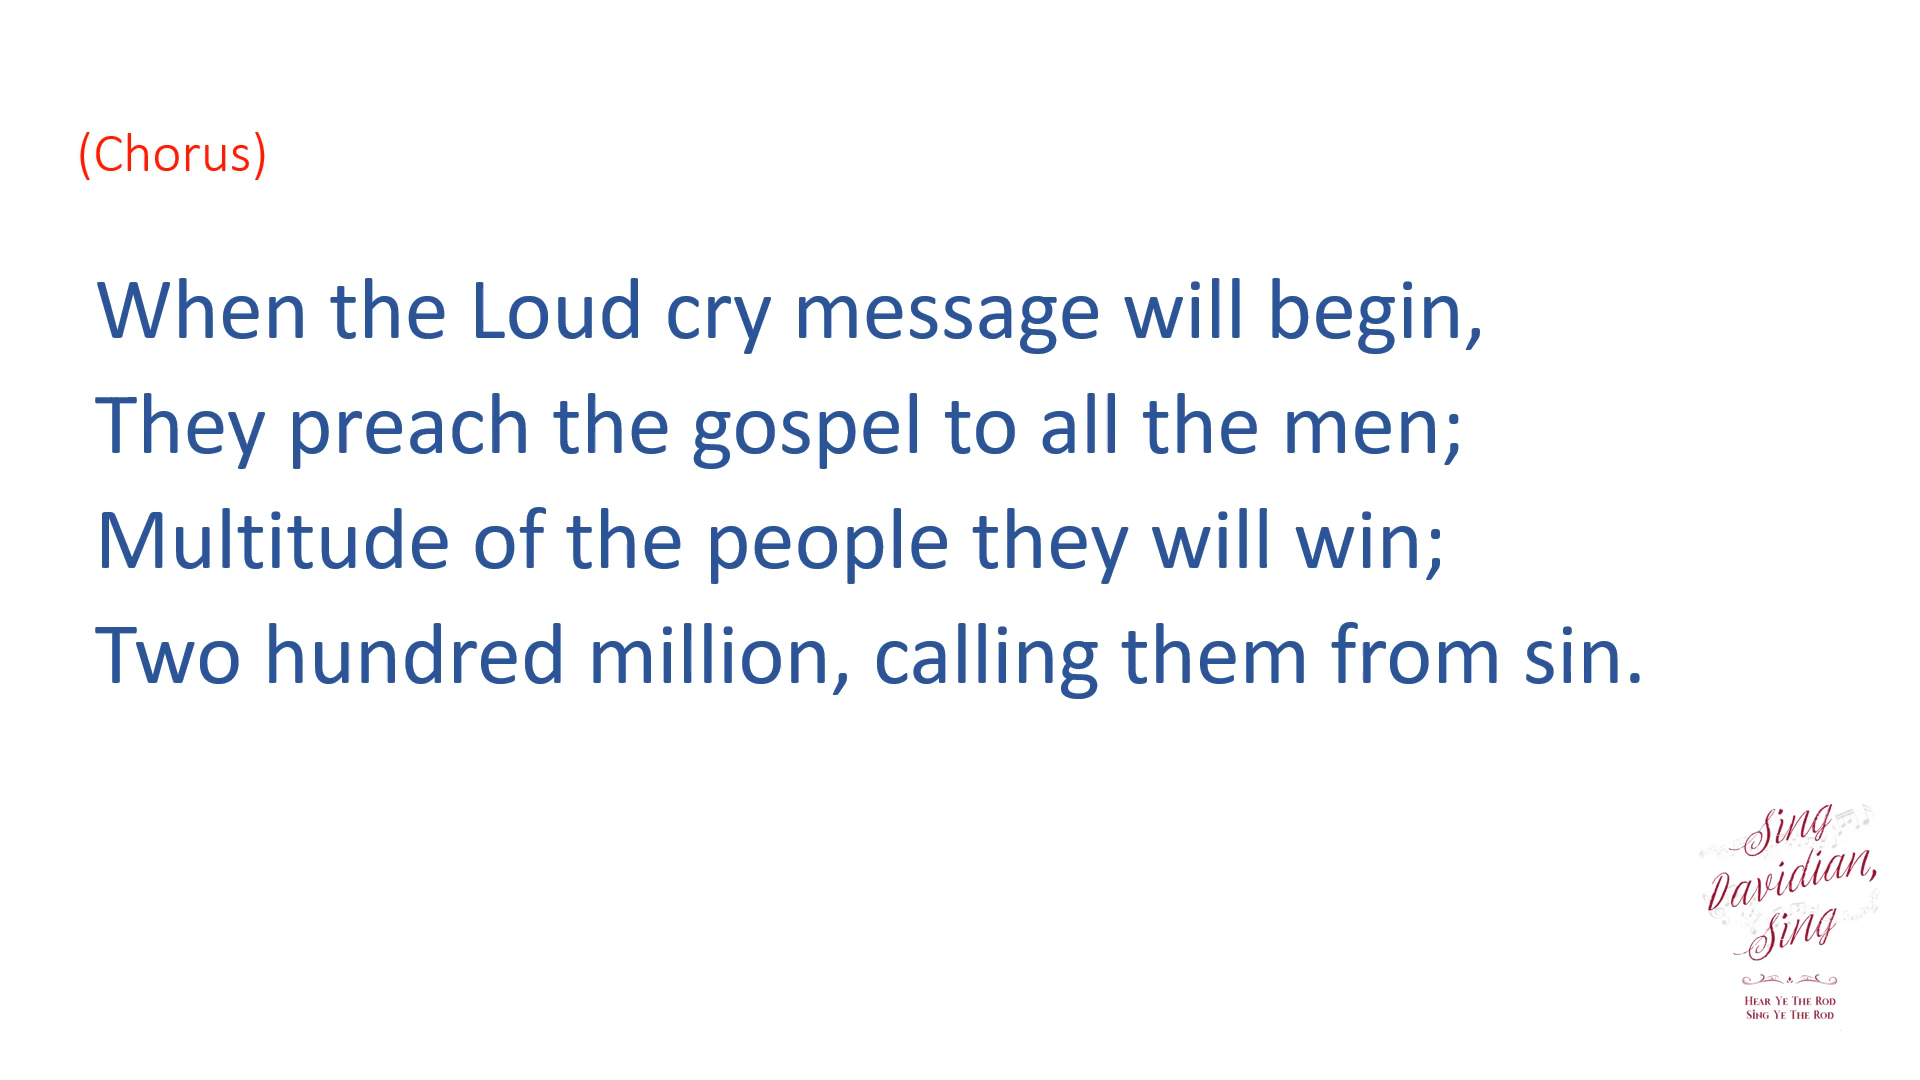 (Chorus)
When the Loud cry message will begin,
They preach the gospel to all the men;
Multitude of the people they will win;
Two hundred million, calling them from sin.
Sing
Davidian,
Sing
HEAR YE THE ROD
SING YE THE ROD